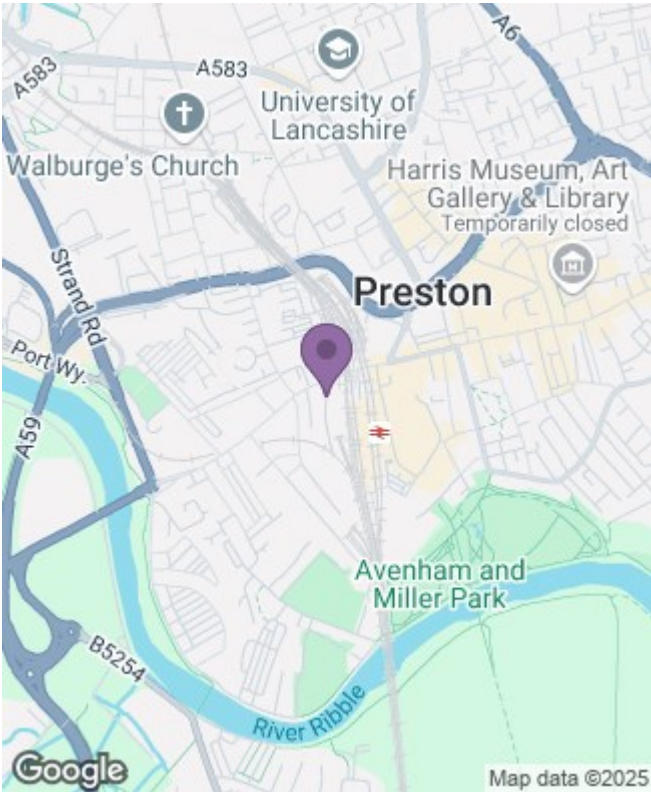 A6
A583
A583
University of
Lancashire
Walburge's Church
Harris Museum, Art
Gallery & Library
Temporarily closed
Strand Rd
Preston
Port Wy.
A59
Avenham and
Miller Park
B5254
River Ribble
Google
Map data ©2025